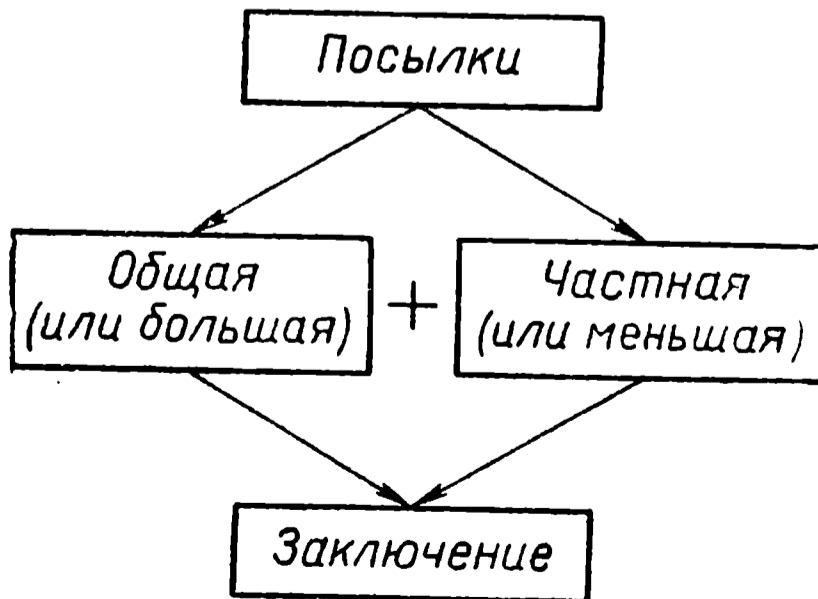 Посылки
Общая
(или большая)
+
Частная
(или меньшая)
Заключение